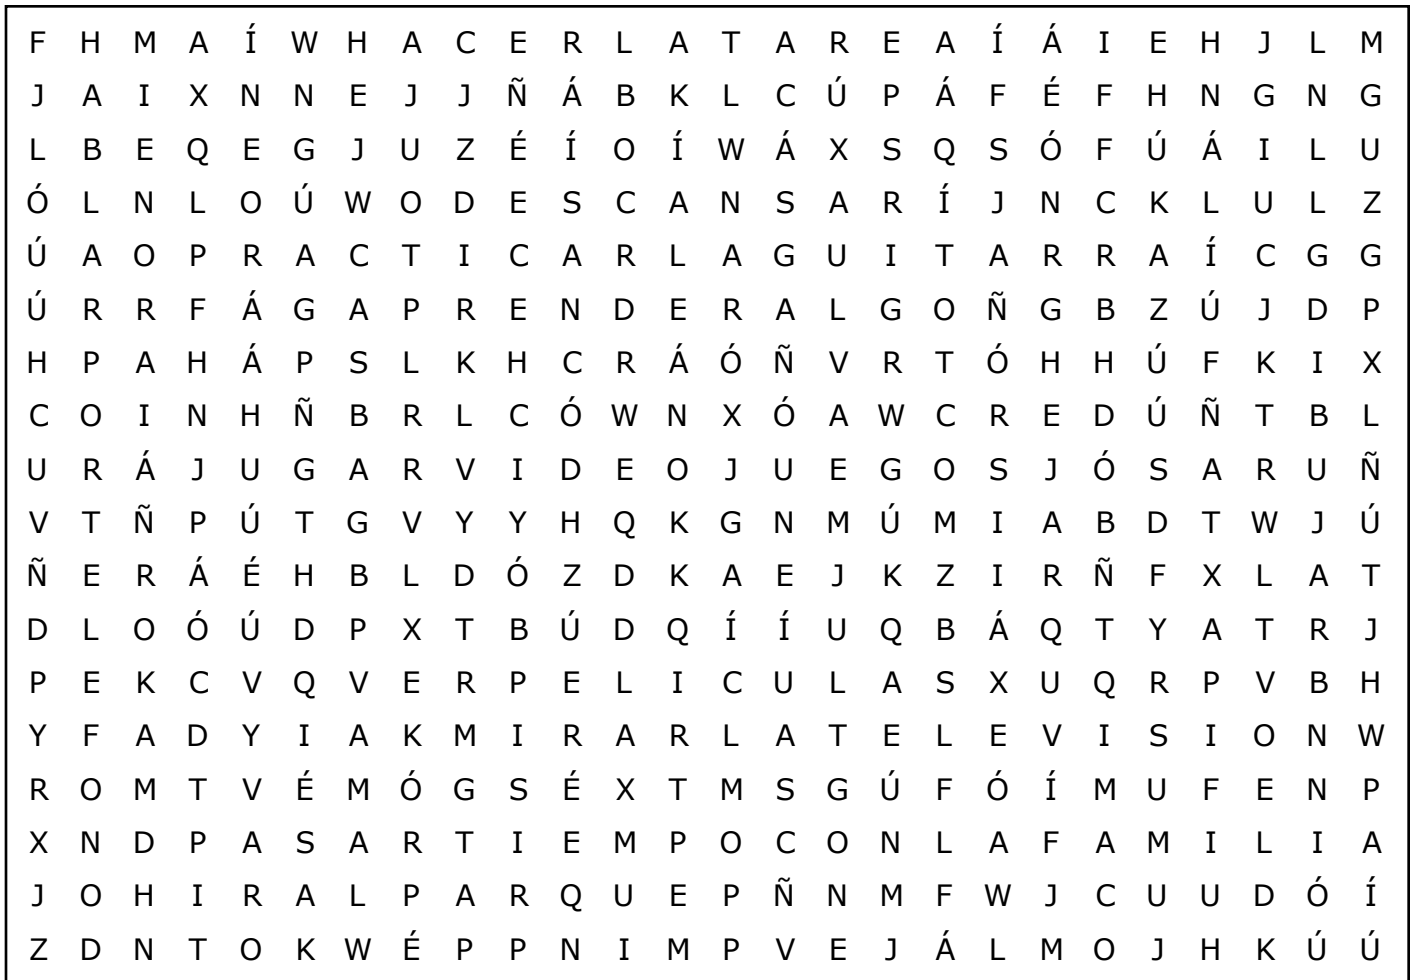 F H M A Í W H A C E R L A T A R E A Í Á I E H J L M
J A I X N N E J J Ñ Á B K L C Ú P Á F É F H N G N G
L B E Q E G J U Z É Í O Í W Á X S Q S Ó F Ú Á I L U
Ó L N L O Ú W O D E S C A N S A R Í J N C K L U L Z
Ú A O P R A C T I C A R L A G U I T A R R A Í C G G
Ú R R F Á G A P R E N D E R A L G O Ñ G B Z Ú J D P
H P A H Á P S L K H C R Á Ó Ñ V R T Ó H H Ú F K I X
C O I N H Ñ B R L C Ó W N X Ó A W C R E D Ú Ñ T B L
U R Á J U G A R V I D E O J U E G O S J Ó S A R U Ñ
V T Ñ P Ú T G V Y Y H Q K G N M Ú M I A B D T W J Ú
Ñ E R Á É H B L D Ó Z D K A E J K Z I R Ñ F X L A T
D L O Ó Ú D P X T B Ú D Q Í Í U Q B Á Q T Y A T R J
P E K C V Q V E R P E L I C U L A S X U Q R P V B H
Y F A D Y I A K M I R A R L A T E L E V I S I O N W
R O M T V É M Ó G S É X T M S G Ú F Ó Í M U F E N P
X N D P A S A R T I E M P O C O N L A F A M I L I A
J O H I R A L P A R Q U E P Ñ N M F W J C U U D Ó Í
Z D N T O K W É P P N I M P V E J Á L M O J H K Ú Ú